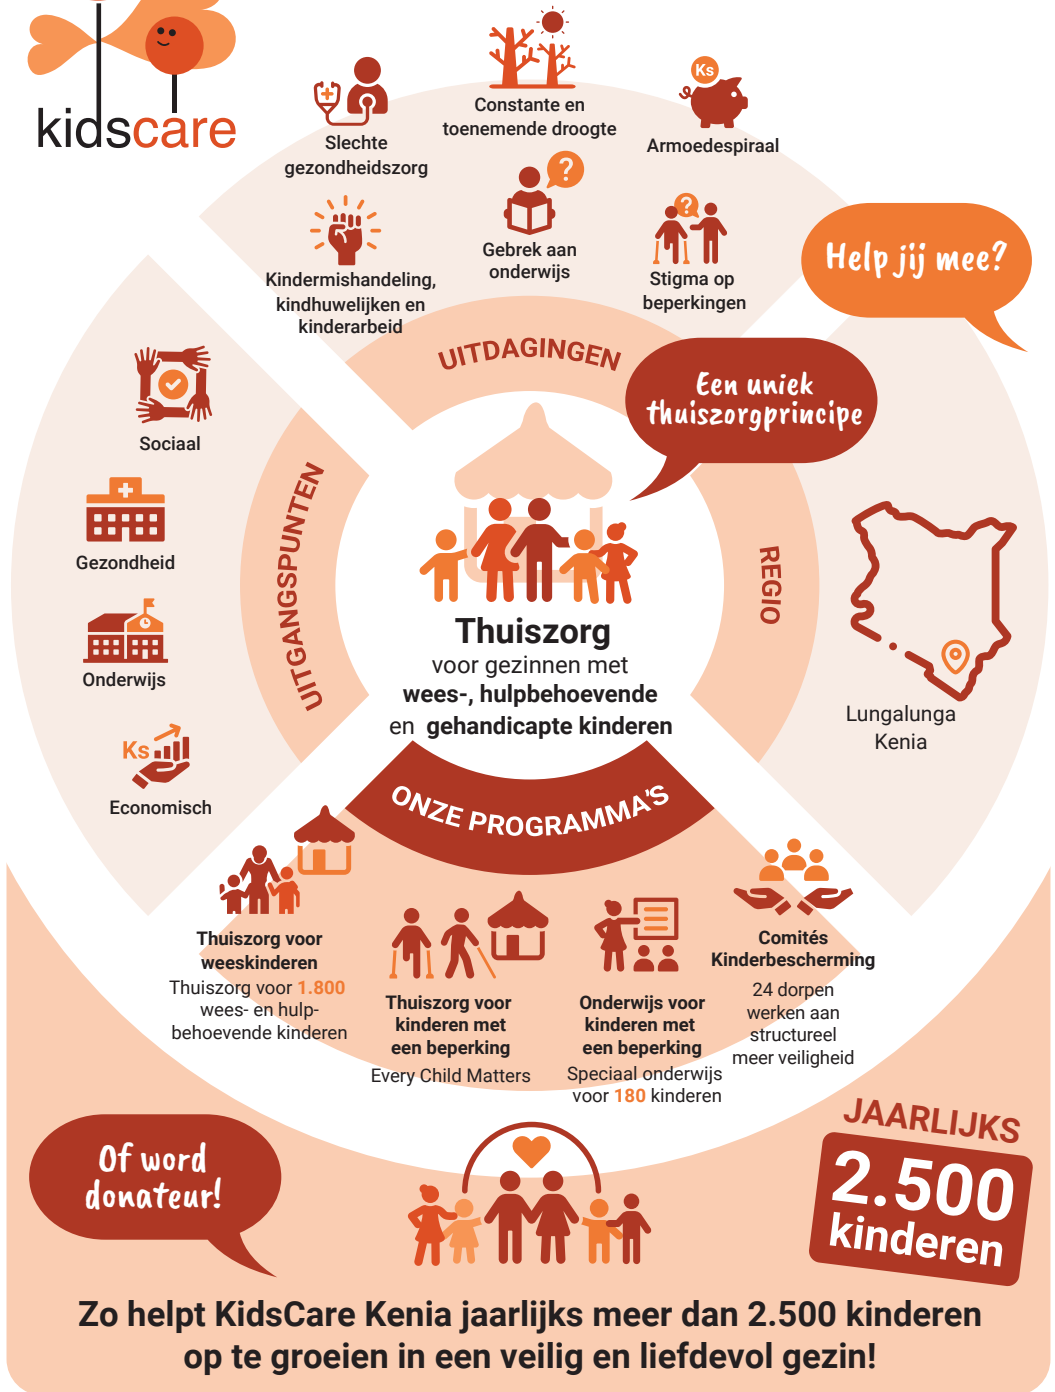 kidscare
Slechte
gezondheidszorg
Constante en
toenemende droogte
Ks
Armoedespiraal
Kindermishandeling,
kindhuwelijken en
kinderarbeid
?
Gebrek aan
onderwijs
?
Stigma op
beperkingen
Help jij mee?
UITDAGINGEN
Een uniek
thuiszorgprincipe
Sociaal
Gezondheid
Onderwijs
Ks
Economisch
UITGANGSPUNTEN
Thuiszorg
voor gezinnen met
wees-, hulpbehoevende
en gehandicapte kinderen
REGIO
Lungalunga
Kenia
ONZE PROGRAMMA'S
Thuiszorg voor
weeskinderen
Thuiszorg voor 1.800
wees- en hulp-
behoevende kinderen
Thuiszorg voor
kinderen met
een beperking
Every Child Matters
Onderwijs voor
kinderen met
een beperking
Speciaal onderwijs
voor 180 kinderen
Comités
Kinderbescherming
24 dorpen
werken aan
structureel
meer veiligheid
Of word
donateur!
JAARLIJKS
2.500
kinderen
Zo helpt KidsCare Kenia jaarlijks meer dan 2.500 kinderen
op te groeien in een veilig en liefdevol gezin!